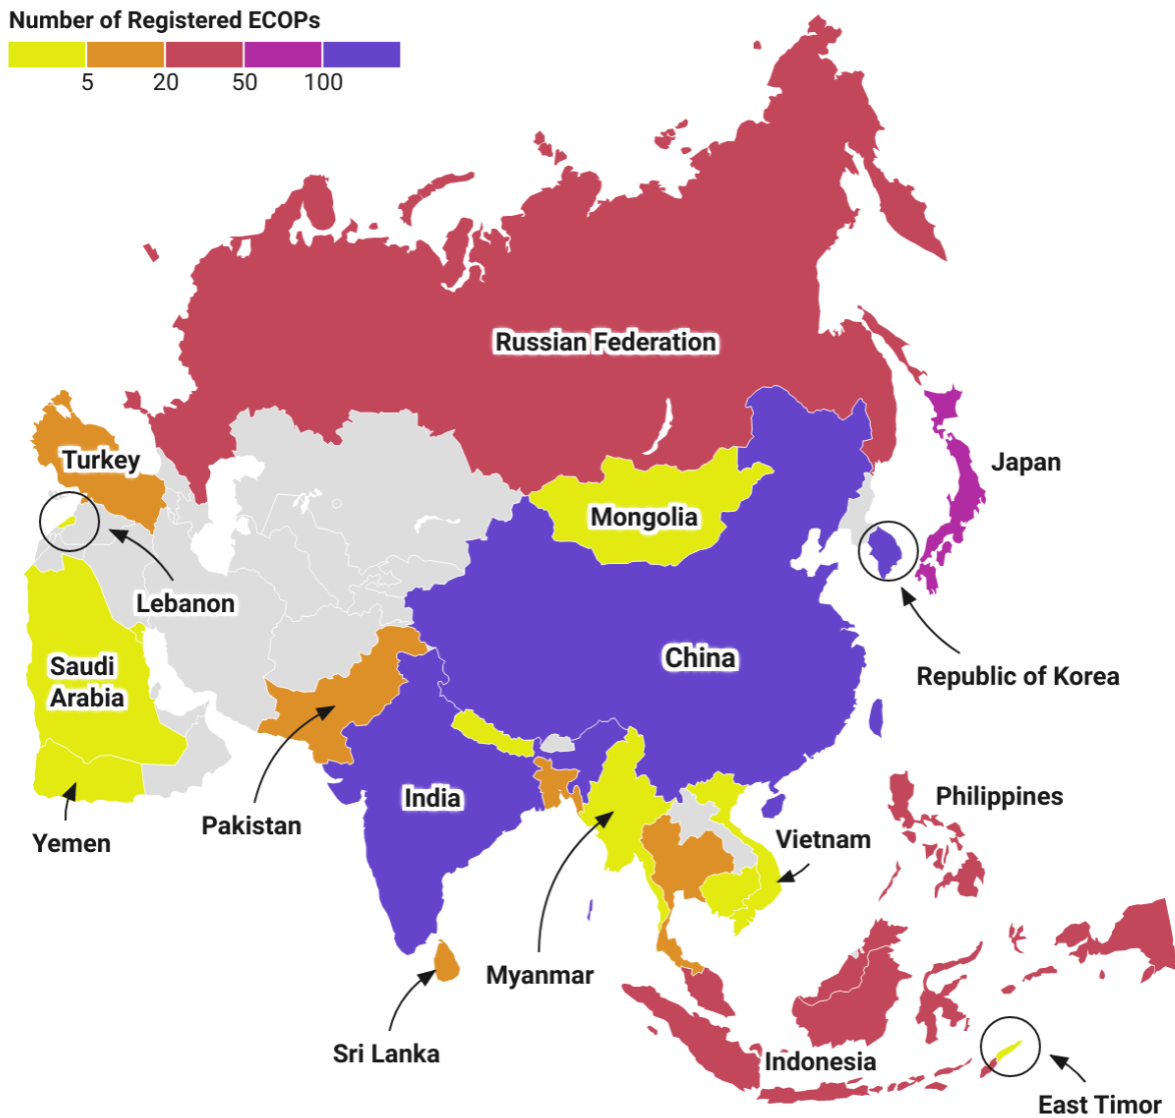 Number of Registered ECOPs
5 20 50 100
Russian Federation
Turkey
Japan
Mongolia
Lebanon
China
Saudi
Arabia
Republic of Korea
India
Philippines
Pakistan
Yemen
Vietnam
Myanmar
Sri Lanka
Indonesia
East Timor